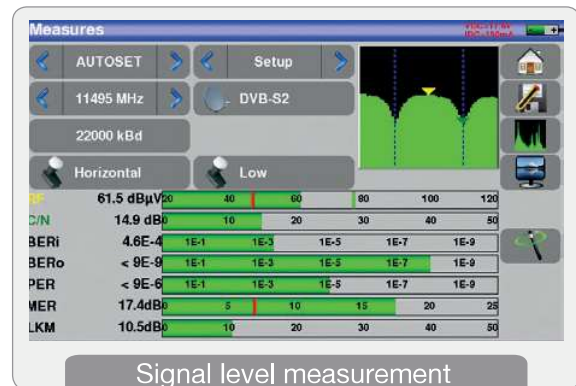 Measures
AUTOSET Setup
11495 MHz DVB-S2
22000 kBd
Horizontal Low
RF 61.5 dBµV 20 40 60 80 100 120
C/N 14.9 dB 0 10 20 30 40 50
BERi 4.6E-4 1E-1 1E-3 1E-5 1E-7 1E-9
BERo < 9E-9 1E-1 1E-3 1E-5 1E-7 1E-9
PER < 9E-6 1E-1 1E-3 1E-5 1E-7 1E-9
MER 17.4dB 0 5 10 15 20 25
LKM 10.5dB 0 10 20 30 40 50
Signal level measurement